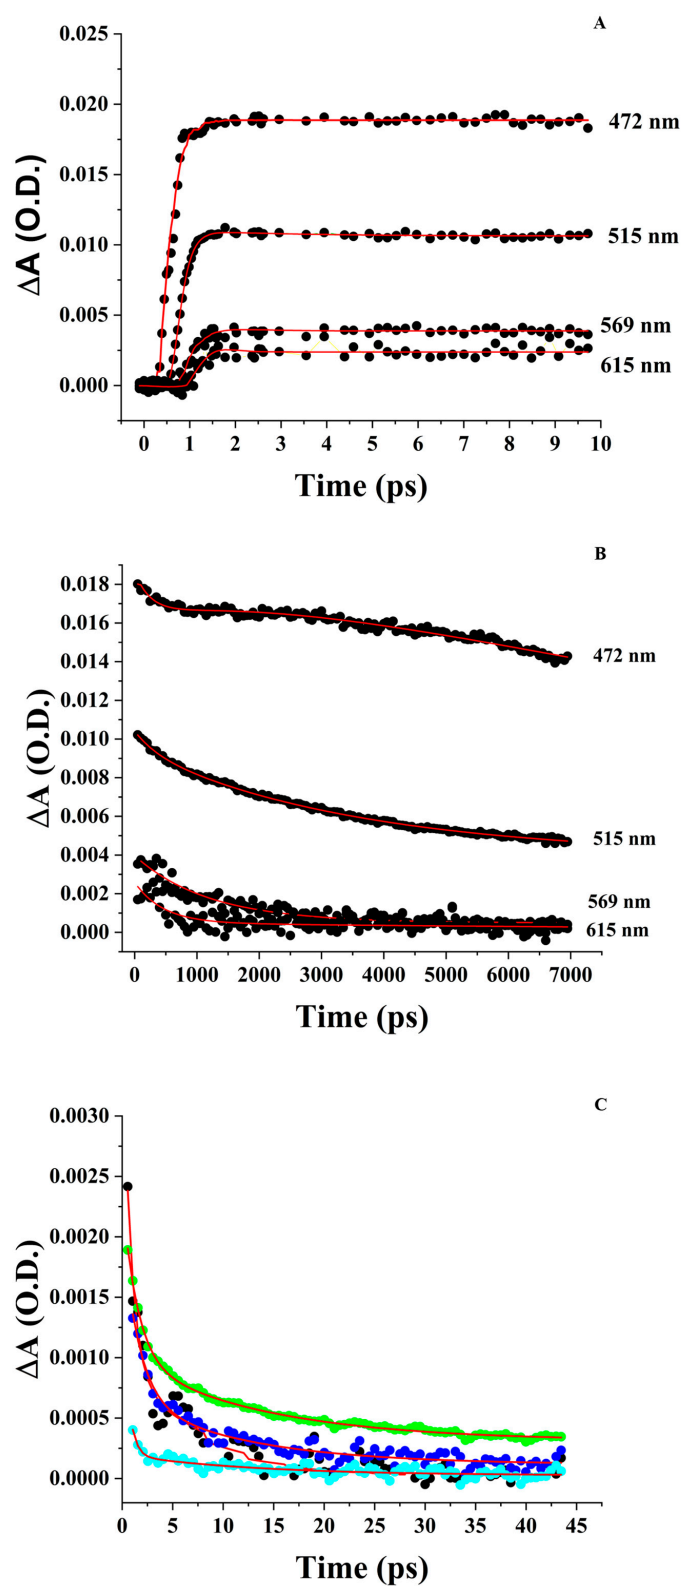 A
0.025
0.020
0.015
0.010
0.005
0.000
ΔA (O.D.)
472 nm
515 nm
569 nm
615 nm
0 1 2 3 4 5 6 7 8 9 10
Time (ps)
B
0.018
0.016
0.014
0.012
0.010
0.008
0.006
0.004
0.002
0.000
ΔA (O.D.)
472 nm
515 nm
569 nm
615 nm
0 1000 2000 3000 4000 5000 6000 7000
Time (ps)
C
0.0030
0.0025
0.0020
0.0015
0.0010
0.0005
0.0000
ΔA (O.D.)
0 5 10 15 20 25 30 35 40 45
Time (ps)